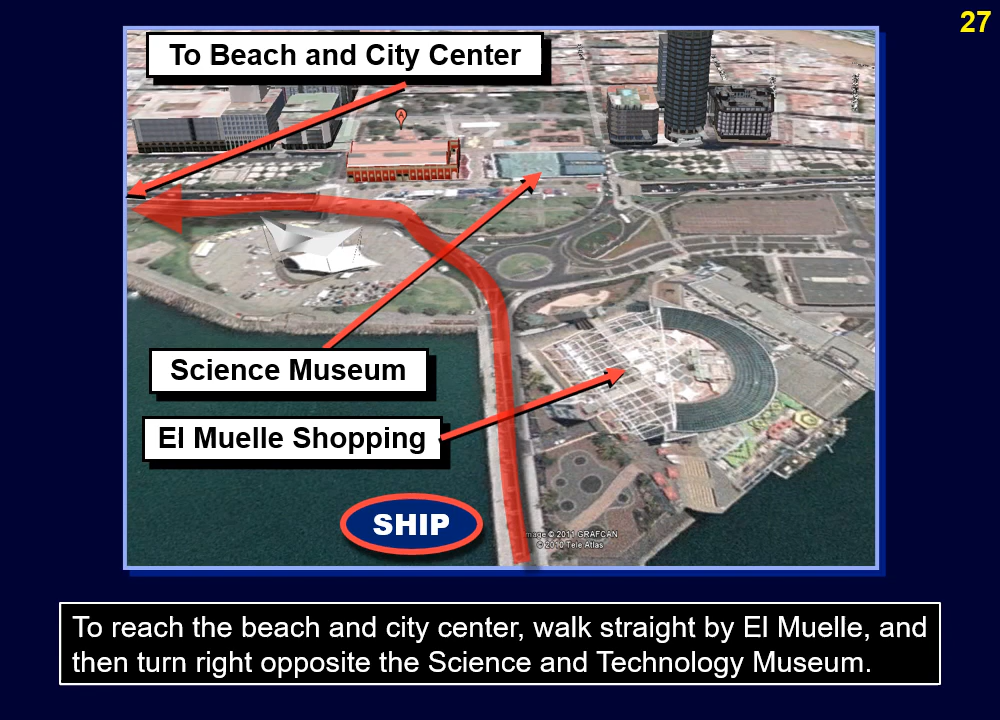 27
To Beach and City Center
A
Science Museum
El Muelle Shopping
SHIP
mage © 2011 GRAFCAN
© 2010 Tele Atlas
To reach the beach and city center, walk straight by El Muelle, and
then turn right opposite the Science and Technology Museum.